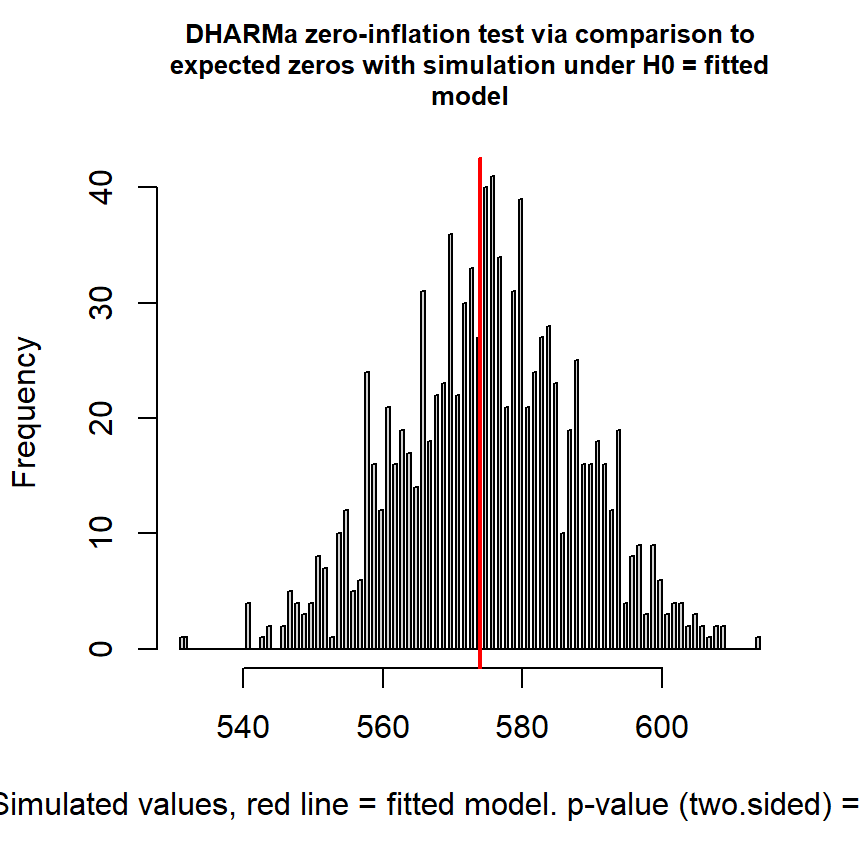 DHARMa zero-inflation test via comparison to
expected zeros with simulation under H0 = fitted
model
Frequency
40
30
20
10
0
540 560 580 600
Simulated values, red line = fitted model. p-value (two.sided) =